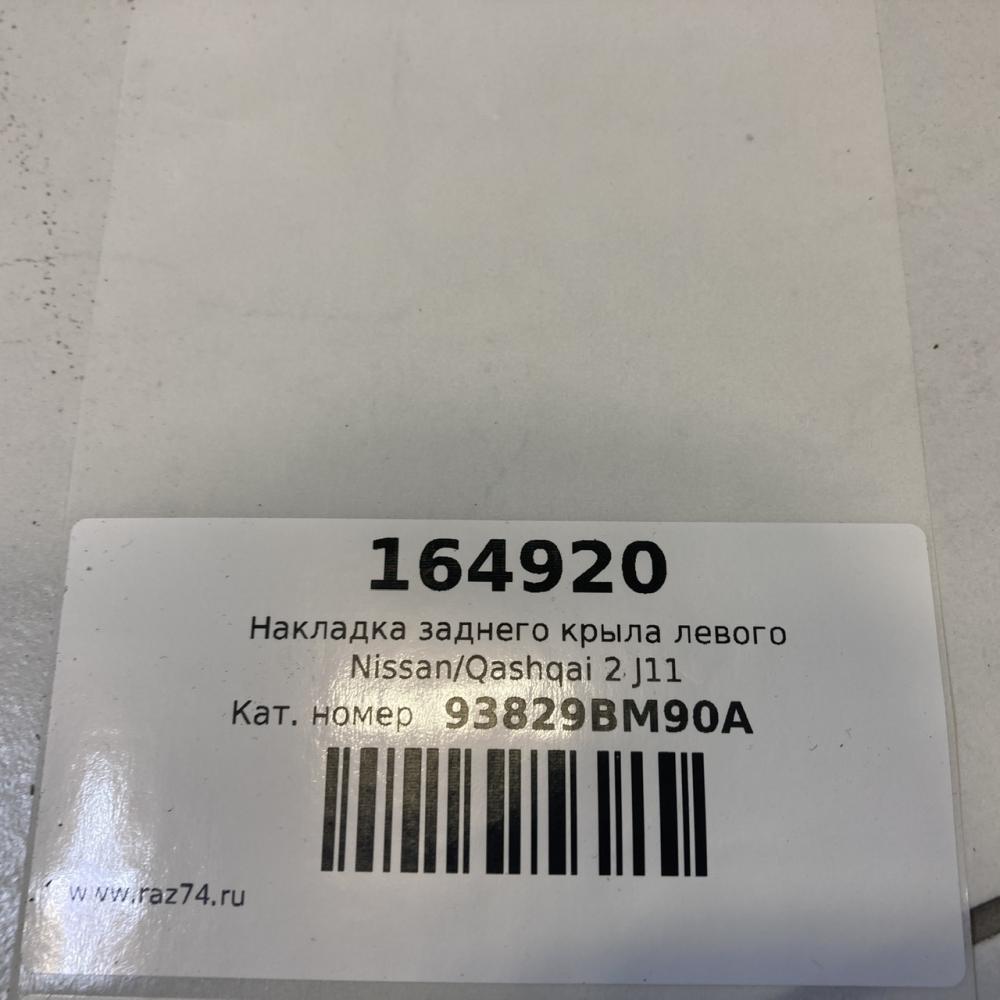 164920
Накладка заднего крыла левого
Nissan/Qashqai 2 J11
Кат. номер 93829BM90A
www.raz74.ru